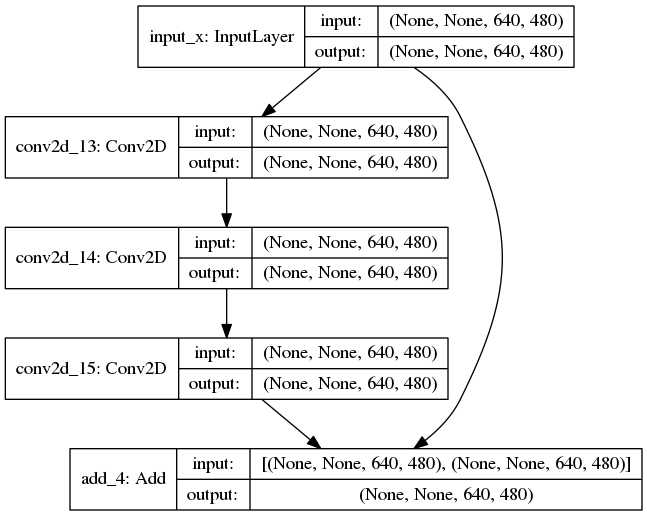 input_x: InputLayer
input: (None, None, 640, 480)
output: (None, None, 640, 480)
conv2d_13: Conv2D
input: (None, None, 640, 480)
output: (None, None, 640, 480)
conv2d_14: Conv2D
input: (None, None, 640, 480)
output: (None, None, 640, 480)
conv2d_15: Conv2D
input: (None, None, 640, 480)
output: (None, None, 640, 480)
add_4: Add
input: [(None, None, 640, 480), (None, None, 640, 480)]
output: (None, None, 640, 480)